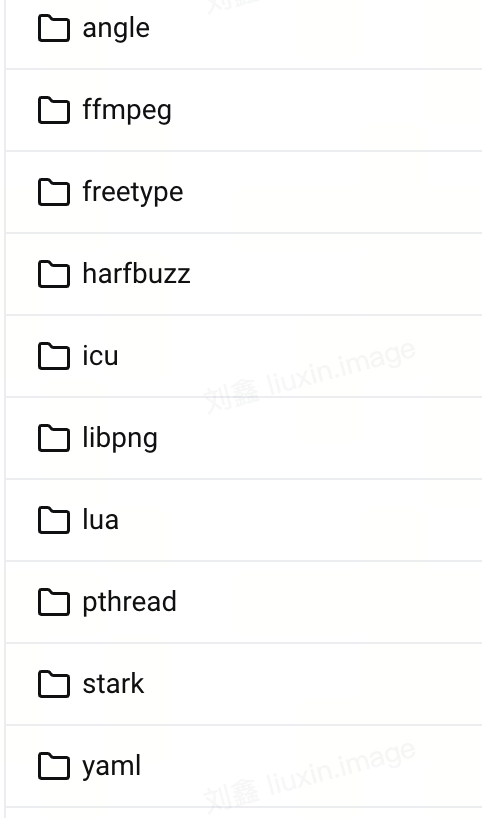 angle
ffmpeg
freetype
harfbuzz
icu
刘鑫 liuxin.image
libpng
lua
pthread
stark
yaml
刘鑫 liuxin.image